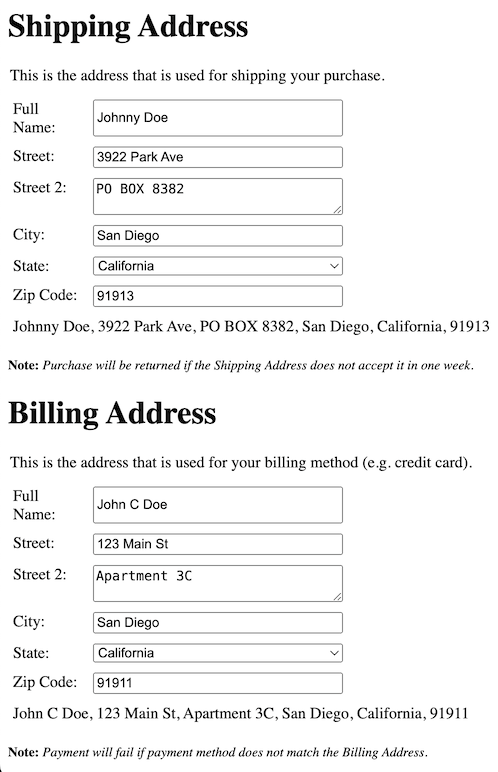 Shipping Address
This is the address that is used for shipping your purchase.
Full
Name:
Johnny Doe
Street:
3922 Park Ave
Street 2:
PO BOX 8382
City:
San Diego
State:
California
Zip Code:
91913
Johnny Doe, 3922 Park Ave, PO BOX 8382, San Diego, California, 91913
Note: Purchase will be returned if the Shipping Address does not accept it in one week.
Billing Address
This is the address that is used for your billing method (e.g. credit card).
Full
Name:
John C Doe
Street:
123 Main St
Street 2:
Apartment 3C
City:
San Diego
State:
California
Zip Code:
91911
John C Doe, 123 Main St, Apartment 3C, San Diego, California, 91911
Note: Payment will fail if payment method does not match the Billing Address.